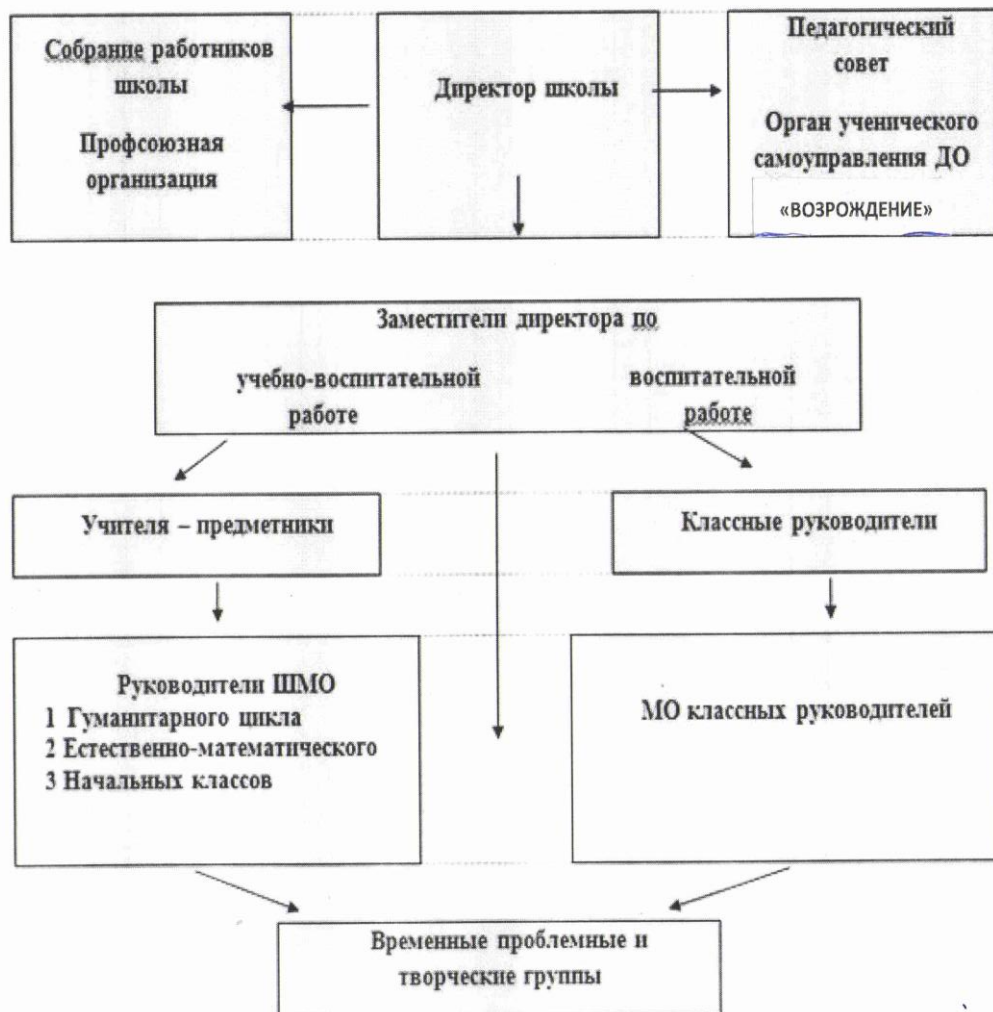 Собрание работников
школы
Профсоюзная
организация
Директор школы
Педагогический
совет
Орган ученического
самоуправления ДО
«ВОЗРОЖДЕНИЕ»
Заместители директора по
учебно-воспитательной
работе
воспитательной
работе
Учителя – предметники
Классные руководители
Руководители ШМО
1 Гуманитарного цикла
2 Естественно-математического
3 Начальных классов
МО классных руководителей
Временные проблемные и
творческие группы